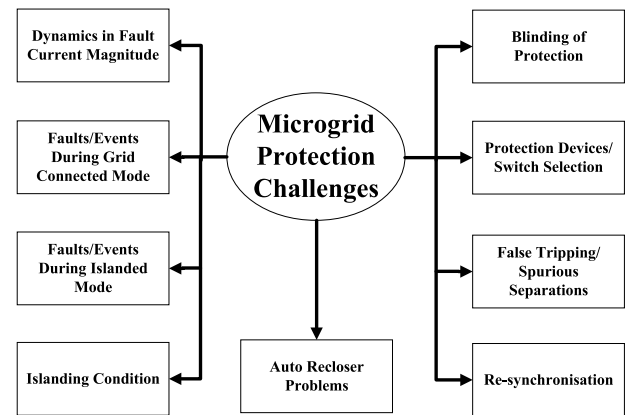 Dynamics in Fault
Current Magnitude
Faults/Events
During Grid
Connected Mode
Faults/Events
During Islanded
Mode
Islanding Condition
Microgrid
Protection
Challenges
Auto Recloser
Problems
Blinding of
Protection
Protection Devices/
Switch Selection
False Tripping/
Spurious
Separations
Re-synchronisation